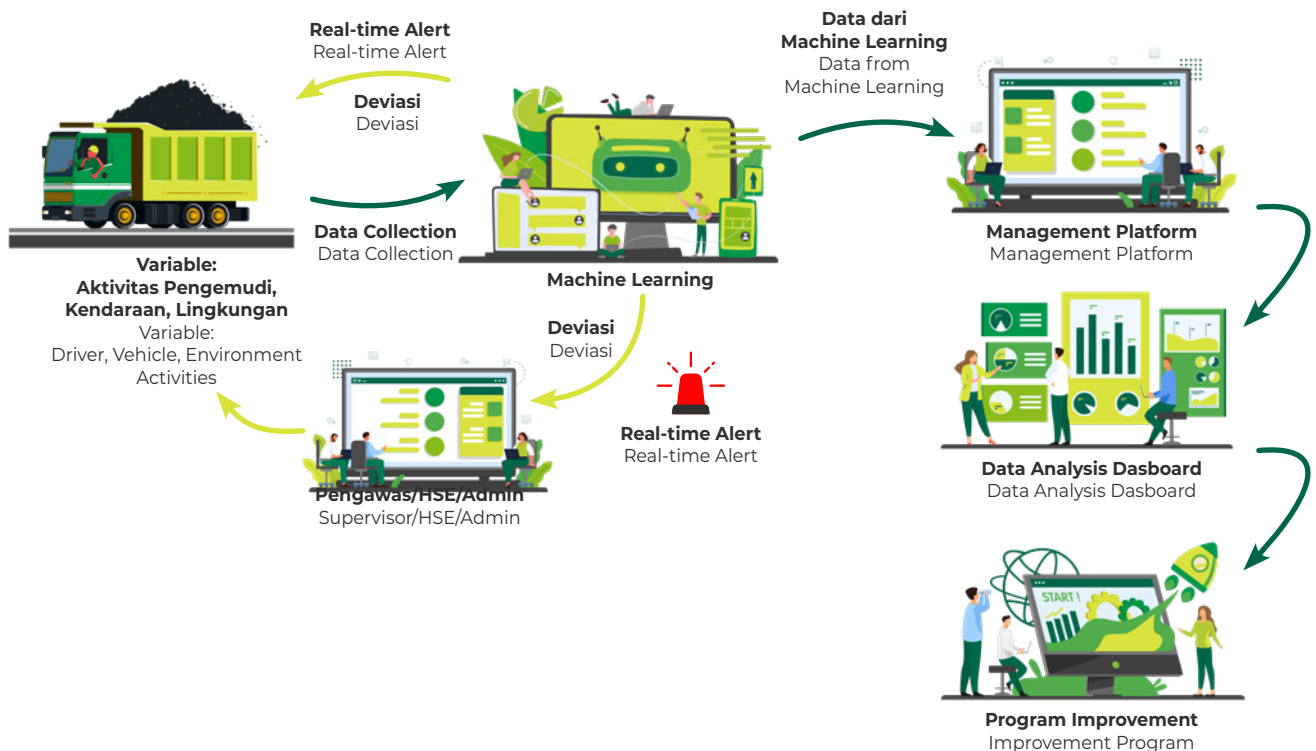 Real-time Alert
Real-time Alert
Deviasi
Deviasi
Data Collection
Data Collection
Variable:
Aktivitas Pengemudi,
Kendaraan, Lingkungan
Variable:
Driver, Vehicle, Environment
Activities
Machine Learning
Deviasi
Deviasi
Real-time Alert
Real-time Alert
Pengawas/HSE/Admin
Supervisor/HSE/Admin
Data dari
Machine Learning
Data from
Machine Learning
Management Platform
Management Platform
Data Analysis Dasboard
Data Analysis Dasboard
START !
Program Improvement
Improvement Program